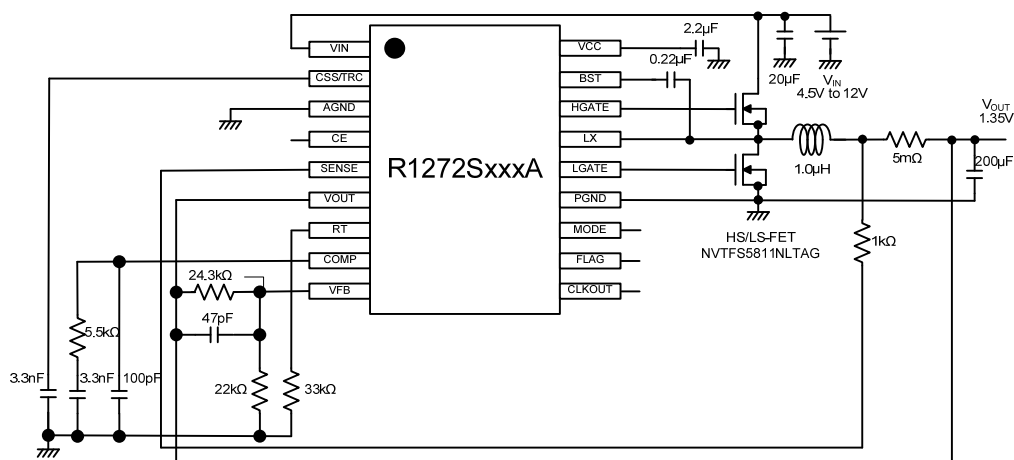 VIN
CSS/TRC
AGND
CE
SENSE
VOUT
RT
COMP
VFB
R1272SxxxA
VCC
BST
HGATE
LX
LGATE
PGND
MODE
FLAG
CLKOUT
2.2µF
0.22µF
20µF
VIN
4.5V to 12V
VOUT
1.35V
1.0µH
5mΩ
200µF
HS/LS-FET
NVTFS5811NLTAG
1kΩ
24.3kΩ
47pF
5.5kΩ
3.3nF
3.3nF
100pF
22kΩ
33kΩ